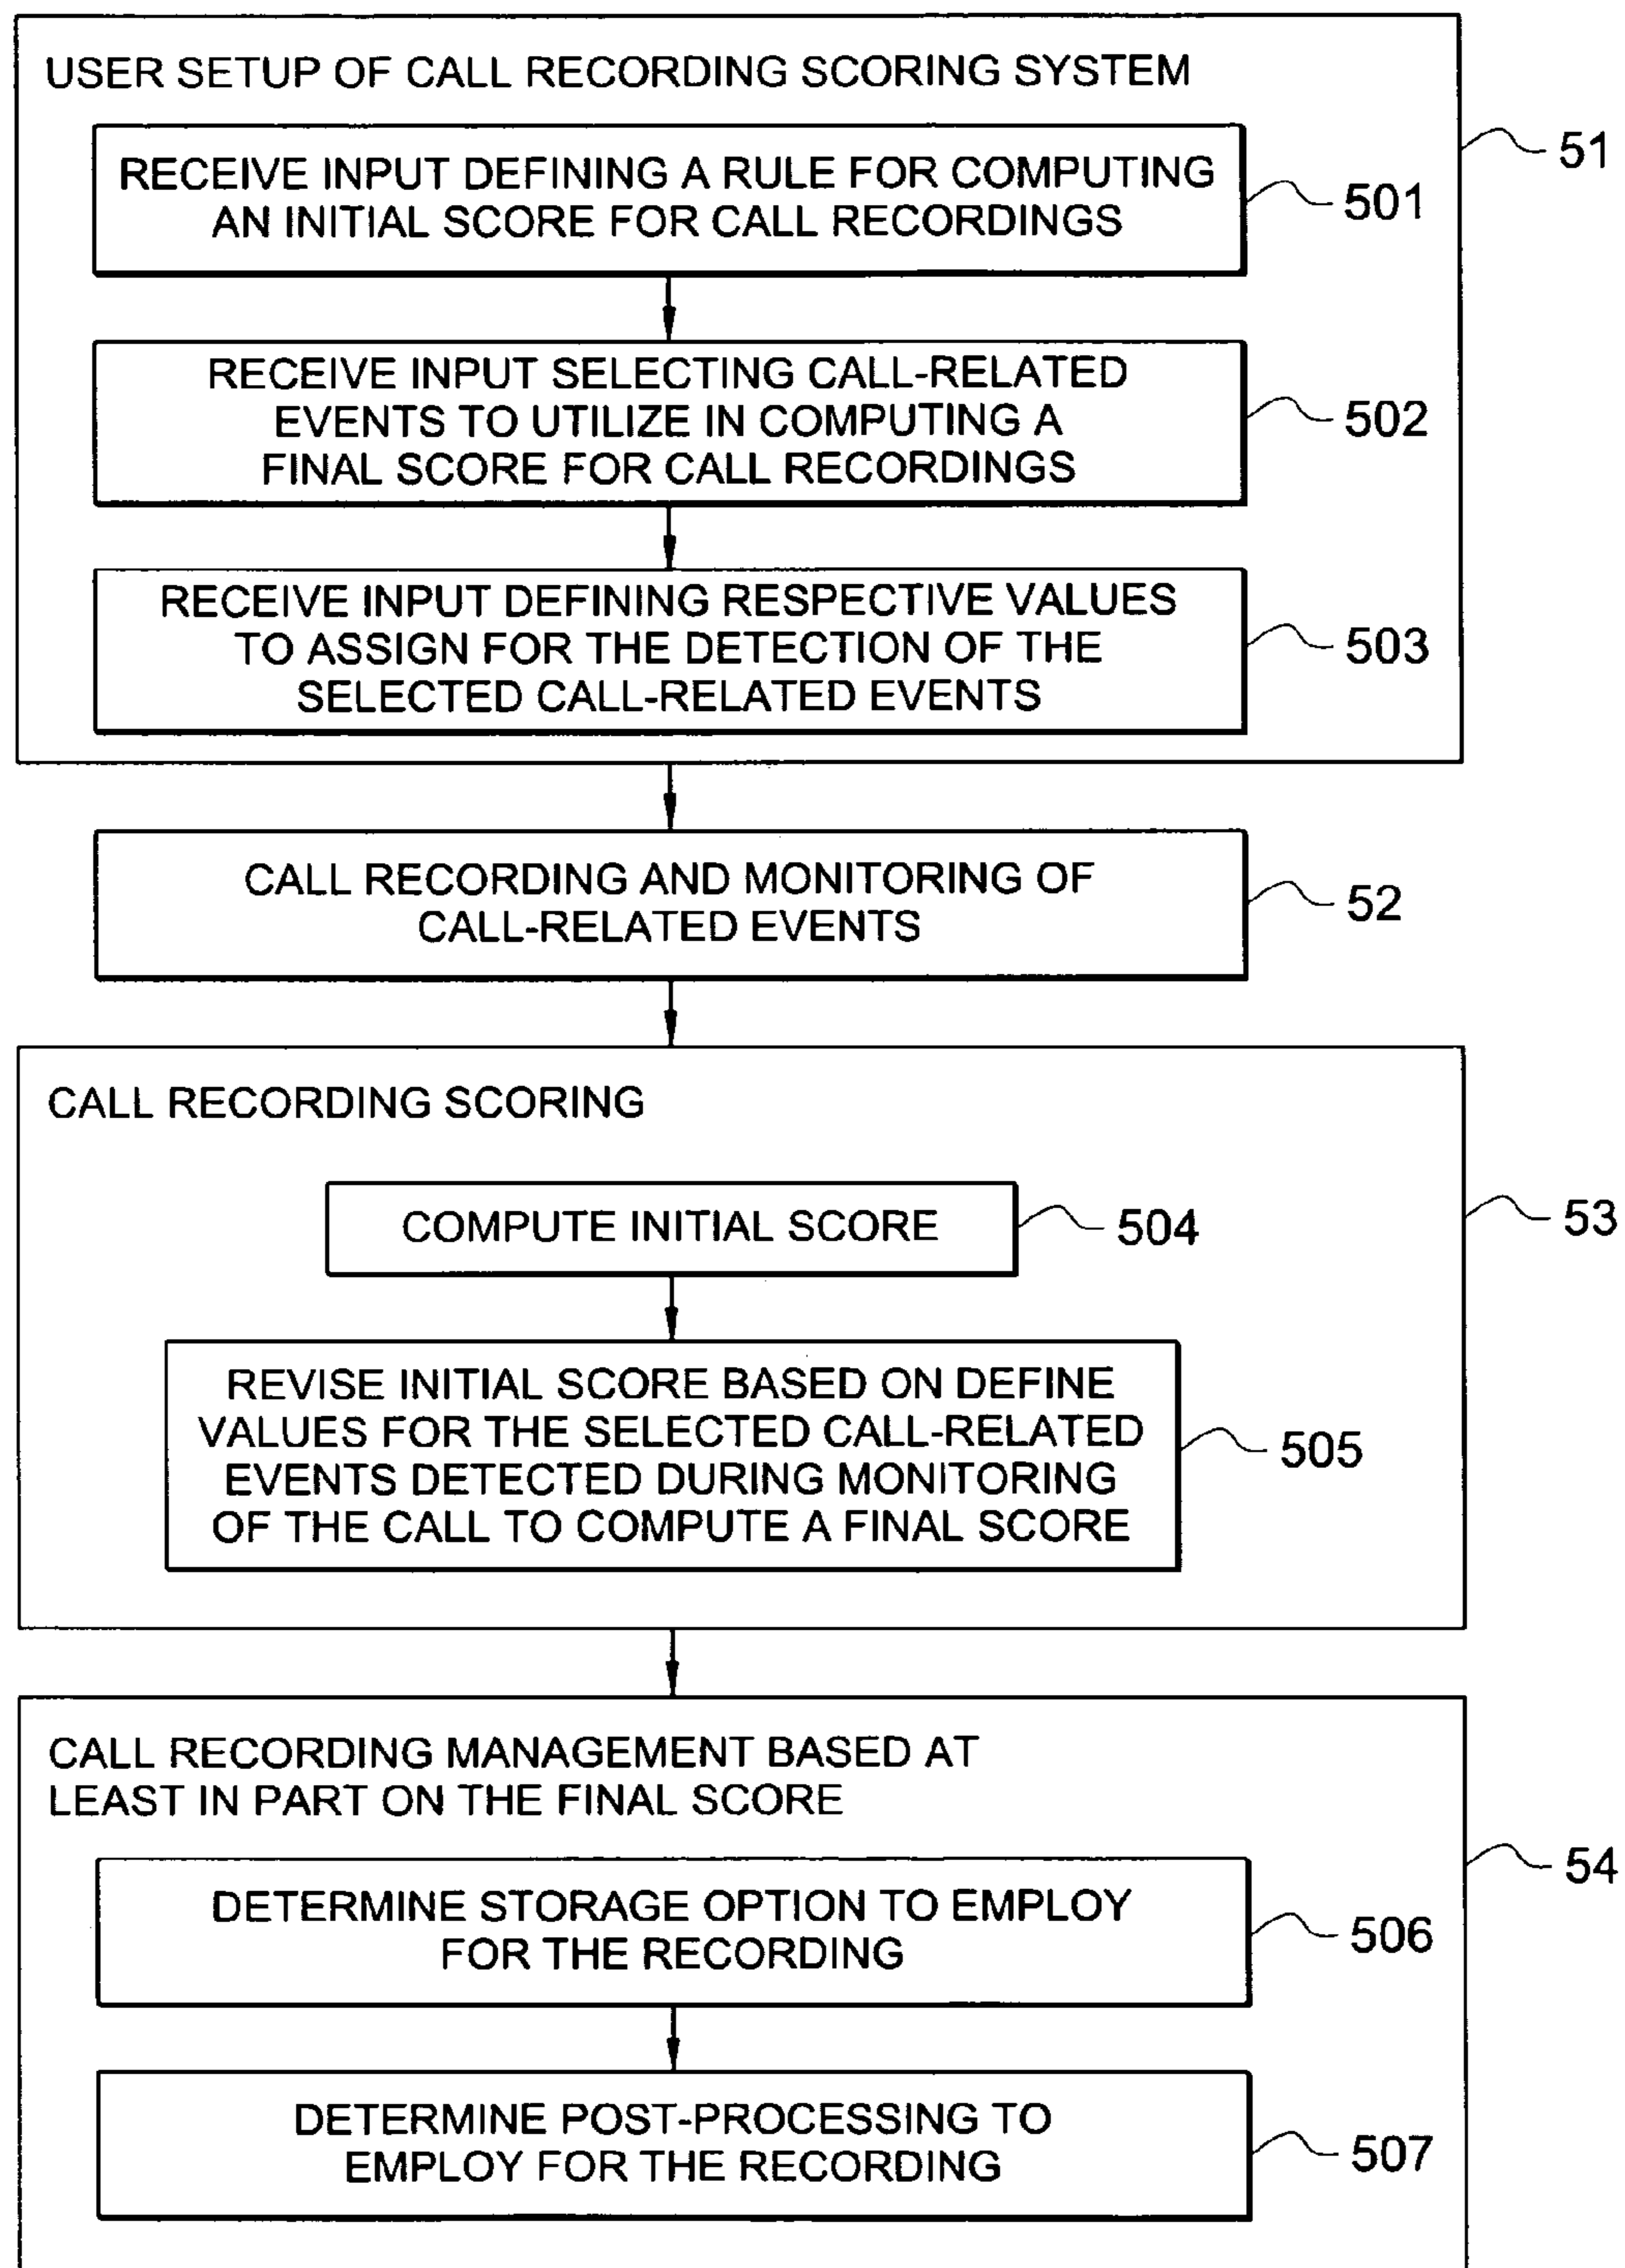 USER SETUP OF CALL RECORDING SCORING SYSTEM
51
RECEIVE INPUT DEFINING A RULE FOR COMPUTING
AN INITIAL SCORE FOR CALL RECORDINGS
501
RECEIVE INPUT SELECTING CALL-RELATED
EVENTS TO UTILIZE IN COMPUTING A
FINAL SCORE FOR CALL RECORDINGS
502
RECEIVE INPUT DEFINING RESPECTIVE VALUES
TO ASSIGN FOR THE DETECTION OF THE
SELECTED CALL-RELATED EVENTS
503
CALL RECORDING AND MONITORING OF
CALL-RELATED EVENTS
52
CALL RECORDING SCORING
53
COMPUTE INITIAL SCORE
504
REVISE INITIAL SCORE BASED ON DEFINE
VALUES FOR THE SELECTED CALL-RELATED
EVENTS DETECTED DURING MONITORING
OF THE CALL TO COMPUTE A FINAL SCORE
505
CALL RECORDING MANAGEMENT BASED AT
LEAST IN PART ON THE FINAL SCORE
54
DETERMINE STORAGE OPTION TO EMPLOY
FOR THE RECORDING
506
DETERMINE POST-PROCESSING TO
EMPLOY FOR THE RECORDING
507